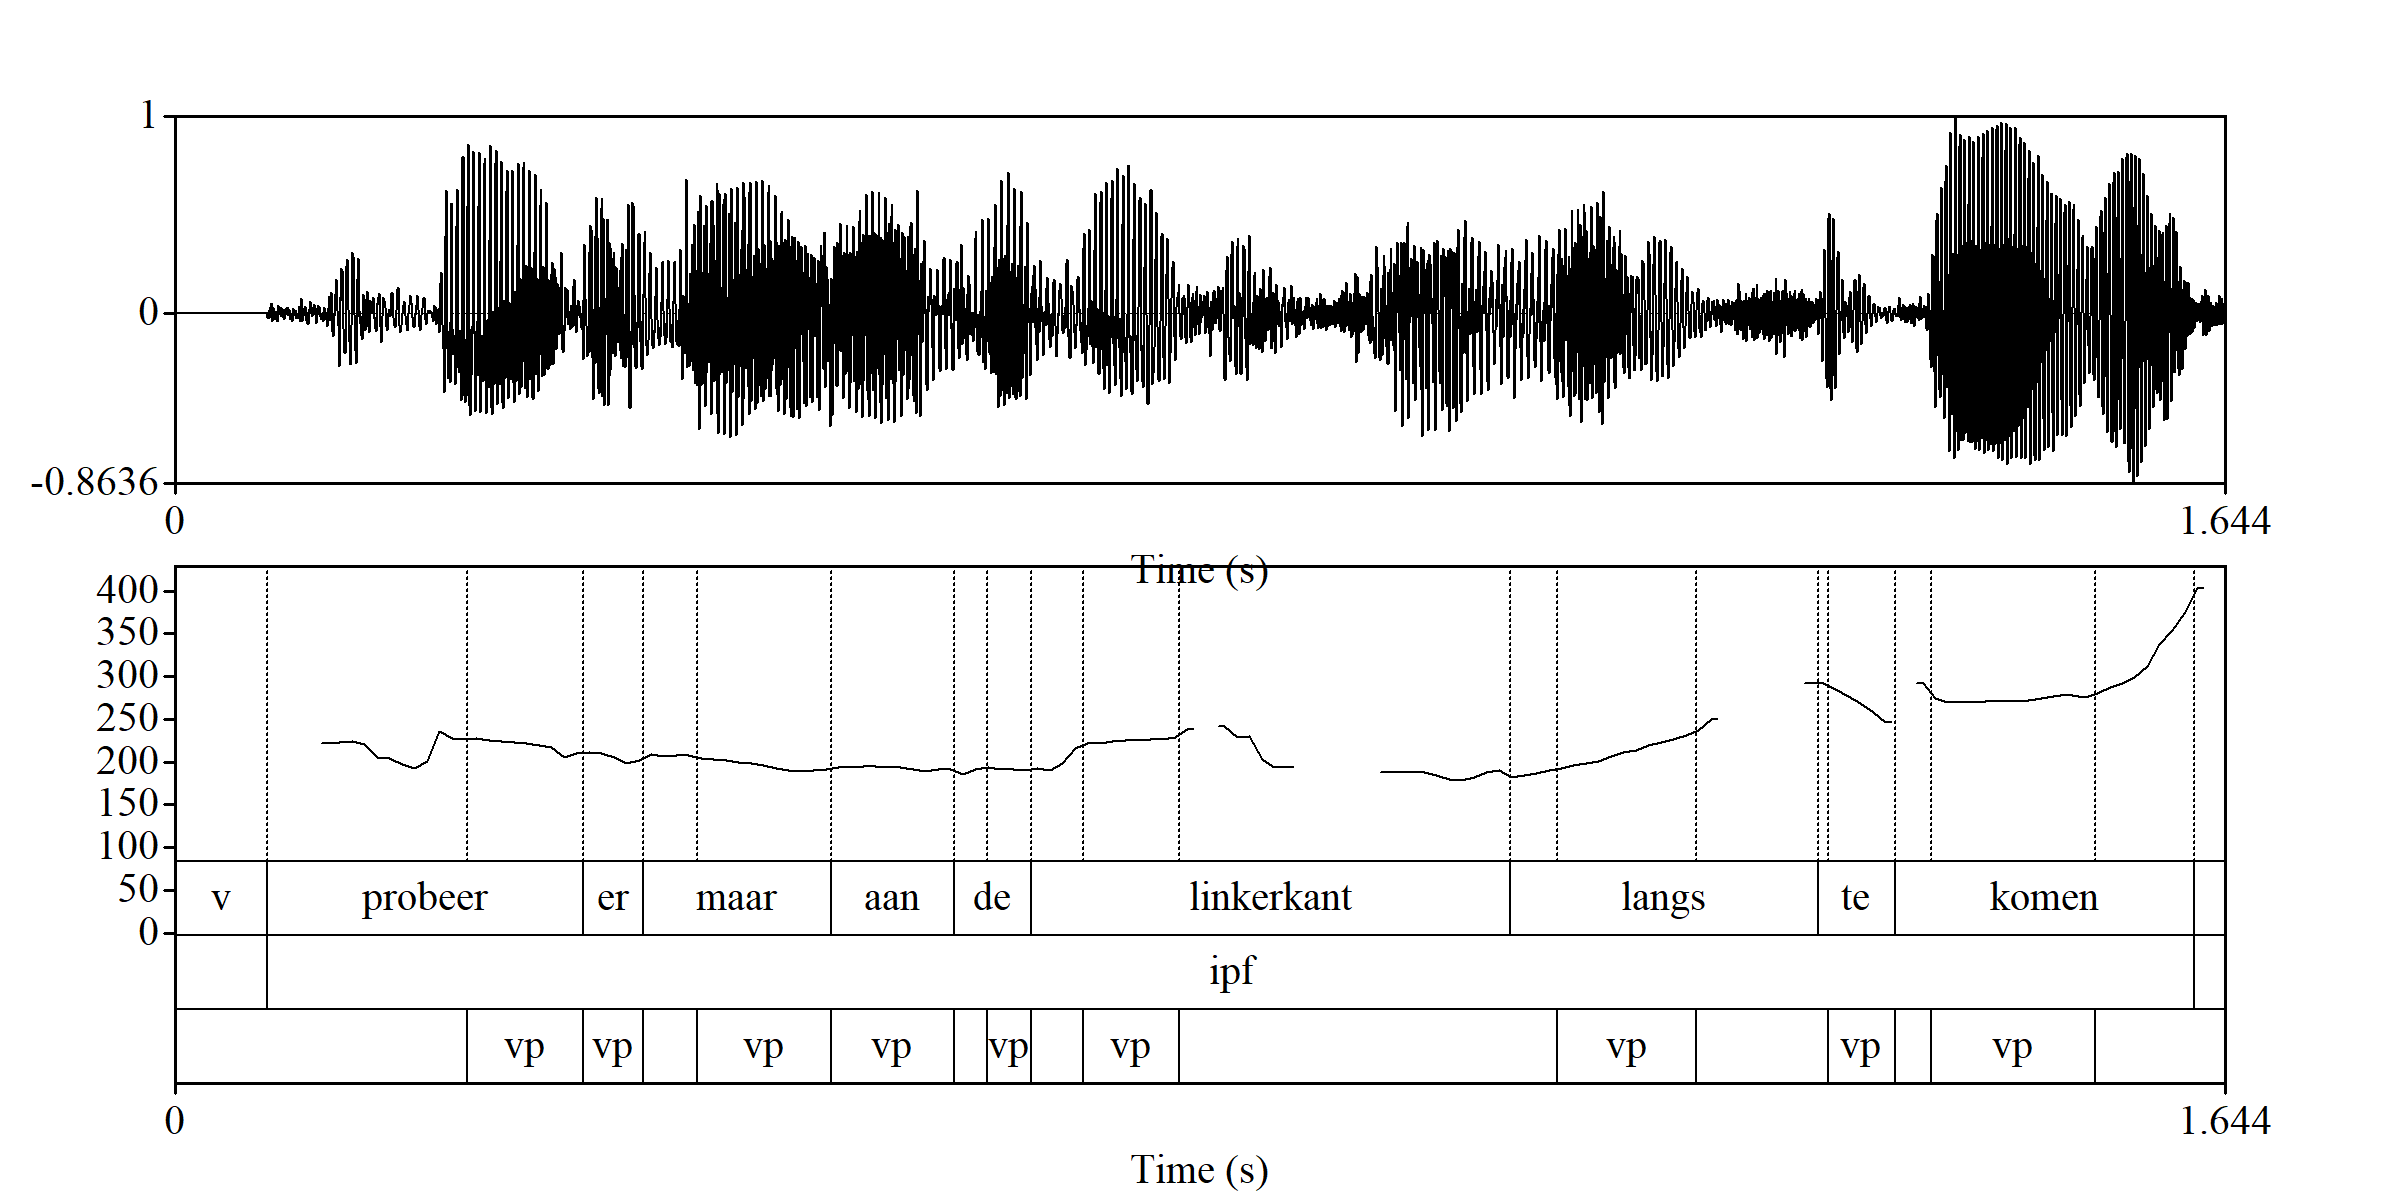 1
0
-0.8636
0 1.644
Time (s)
400
350
300
250
200
150
100
50
0
v probeer er maar aan de linkerkant langs te komen
ipf
vp vp vp vp vp vp vp vp vp
0 1.644
Time (s)